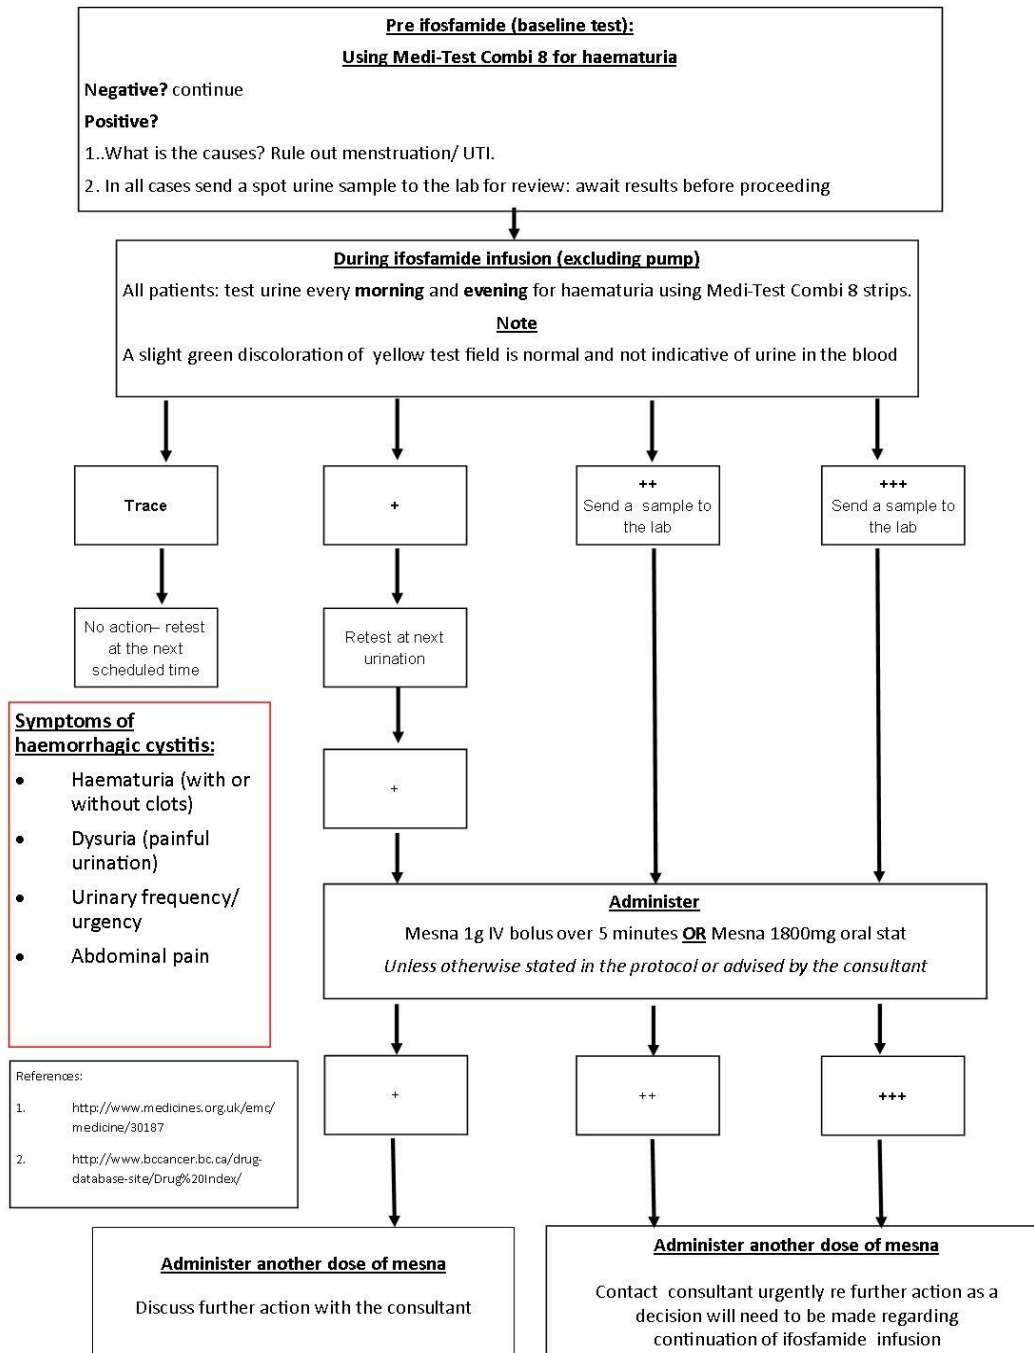 Pre ifosfamide (baseline test):
Using Medi-Test Combi 8 for haematuria
Negative? continue
Positive?
1..What is the causes? Rule out menstruation/ UTI.
2. In all cases send a spot urine sample to the lab for review: await results before proceeding
During ifosfamide infusion (excluding pump)
All patients: test urine every morning and evening for haematuria using Medi-Test Combi 8 strips.
Note
A slight green discoloration of yellow test field is normal and not indicative of urine in the blood
Trace
+
++
Send a sample to
the lab
+++
Send a sample to
the lab
No action– retest
at the next
scheduled time
Retest at next
urination
+
Symptoms of
haemorrhagic cystitis:
• Haematuria (with or
without clots)
• Dysuria (painful
urination)
• Urinary frequency/
urgency
• Abdominal pain
Administer
Mesna 1g IV bolus over 5 minutes OR Mesna 1800mg oral stat
Unless otherwise stated in the protocol or advised by the consultant
+
++
+++
References:
1. http://www.medicines.org.uk/emc/
medicine/30187
2. http://www.bccancer.bc.ca/drug-
database-site/Drug%20Index/
Administer another dose of mesna
Discuss further action with the consultant
Administer another dose of mesna
Contact consultant urgently re further action as a
decision will need to be made regarding
continuation of ifosfamide infusion